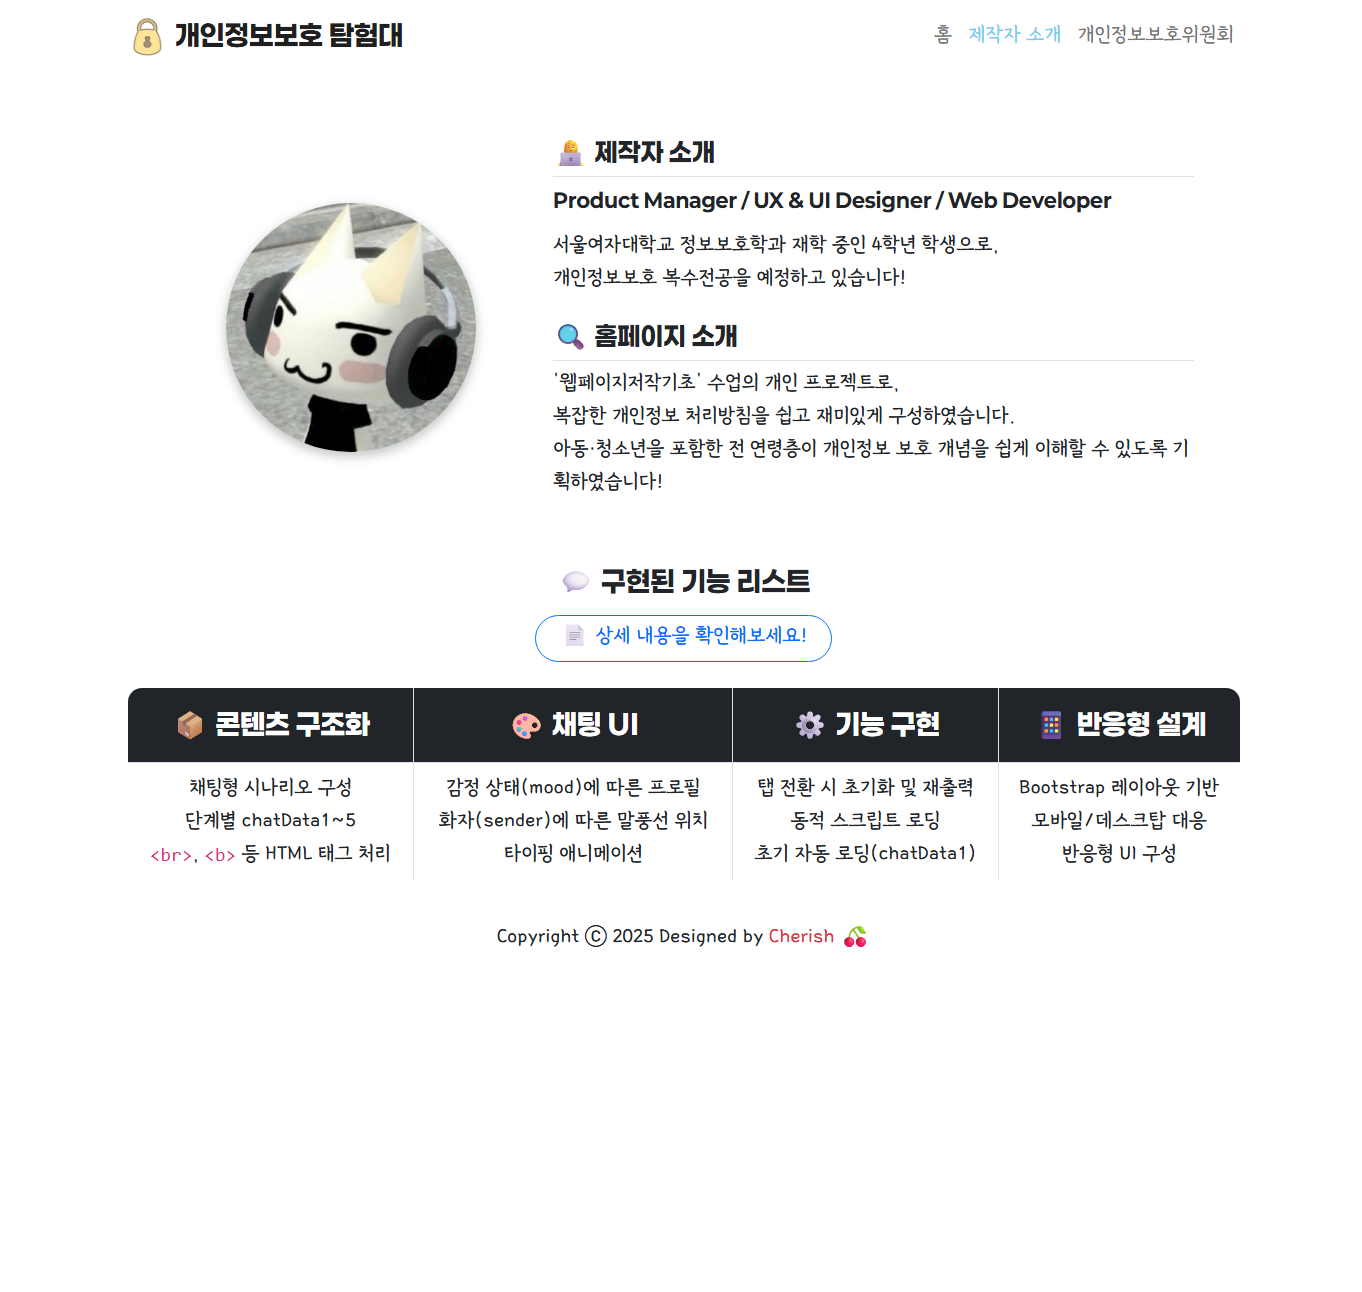 개인정보보호 탐험대
홈 제작자 소개 개인정보보호위원회
제작자 소개
Product Manager / UX & UI Designer / Web Developer
서울여자대학교 정보보호학과 재학 중인 4학년 학생으로,
개인정보보호 복수전공을 예정하고 있습니다!
홈페이지 소개
'웹페이지저작기초' 수업의 개인 프로젝트로,
복잡한 개인정보 처리방침을 쉽고 재미있게 구성하였습니다.
아동·청소년을 포함한 전 연령층이 개인정보 보호 개념을 쉽게 이해할 수 있도록 기
획하였습니다!
구현된 기능 리스트
상세 내용을 확인해보세요!
콘텐츠 구조화
채팅형 시나리오 구성
단계별 chatData1~5
<br>, <b> 등 HTML 태그 처리
채팅 UI
감정 상태(mood)에 따른 프로필
화자(sender)에 따른 말풍선 위치
타이핑 애니메이션
기능 구현
탭 전환 시 초기화 및 재출력
동적 스크립트 로딩
초기 자동 로딩(chatData1)
반응형 설계
Bootstrap 레이아웃 기반
모바일/데스크탑 대응
반응형 UI 구성
Copyright ⓒ 2025 Designed by Cherish